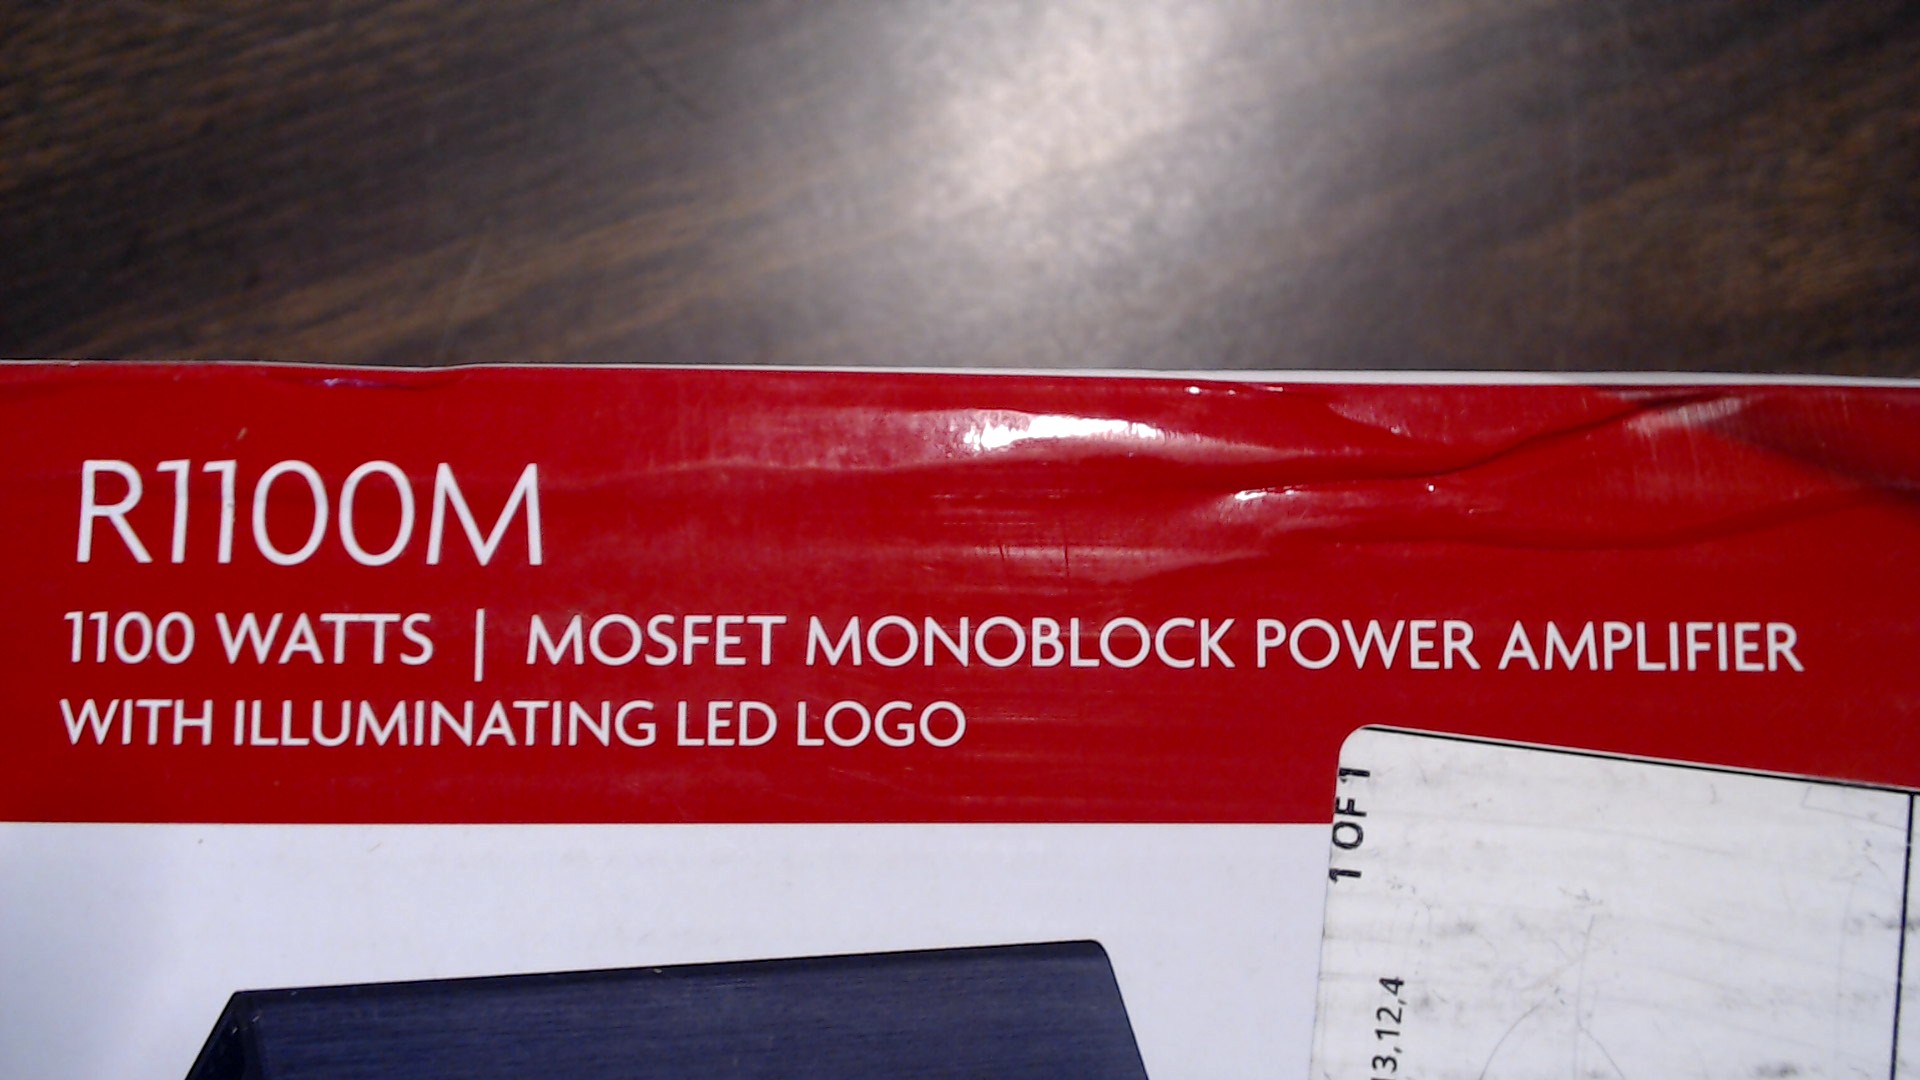 R1100M
1100 WATTS | MOSFET MONOBLOCK POWER AMPLIFIER
WITH ILLUMINATING LED LOGO
1 OF 1
13,12,4